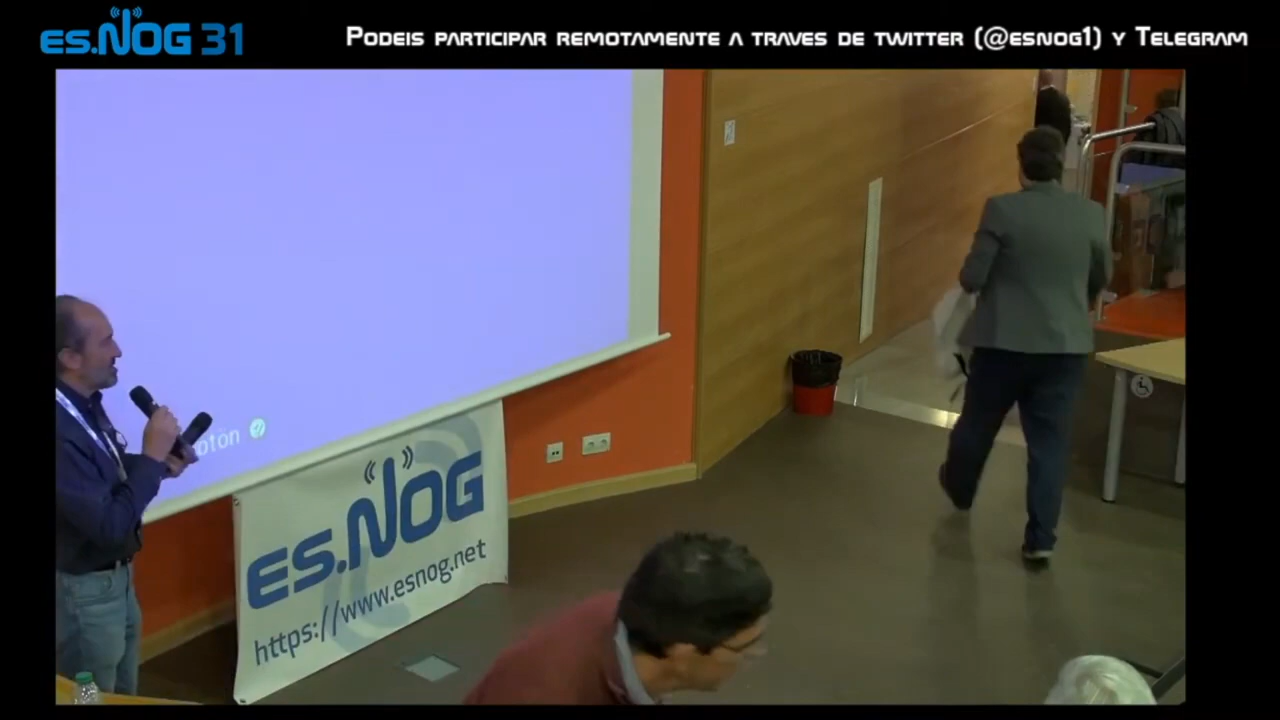 es.NOG 31
PODEIS PARTICIPAR REMOTAMENTE A TRAVES DE TWITTER (@ESNOG1) Y TELEGRAM
es.NOG
https://www.esnog.net